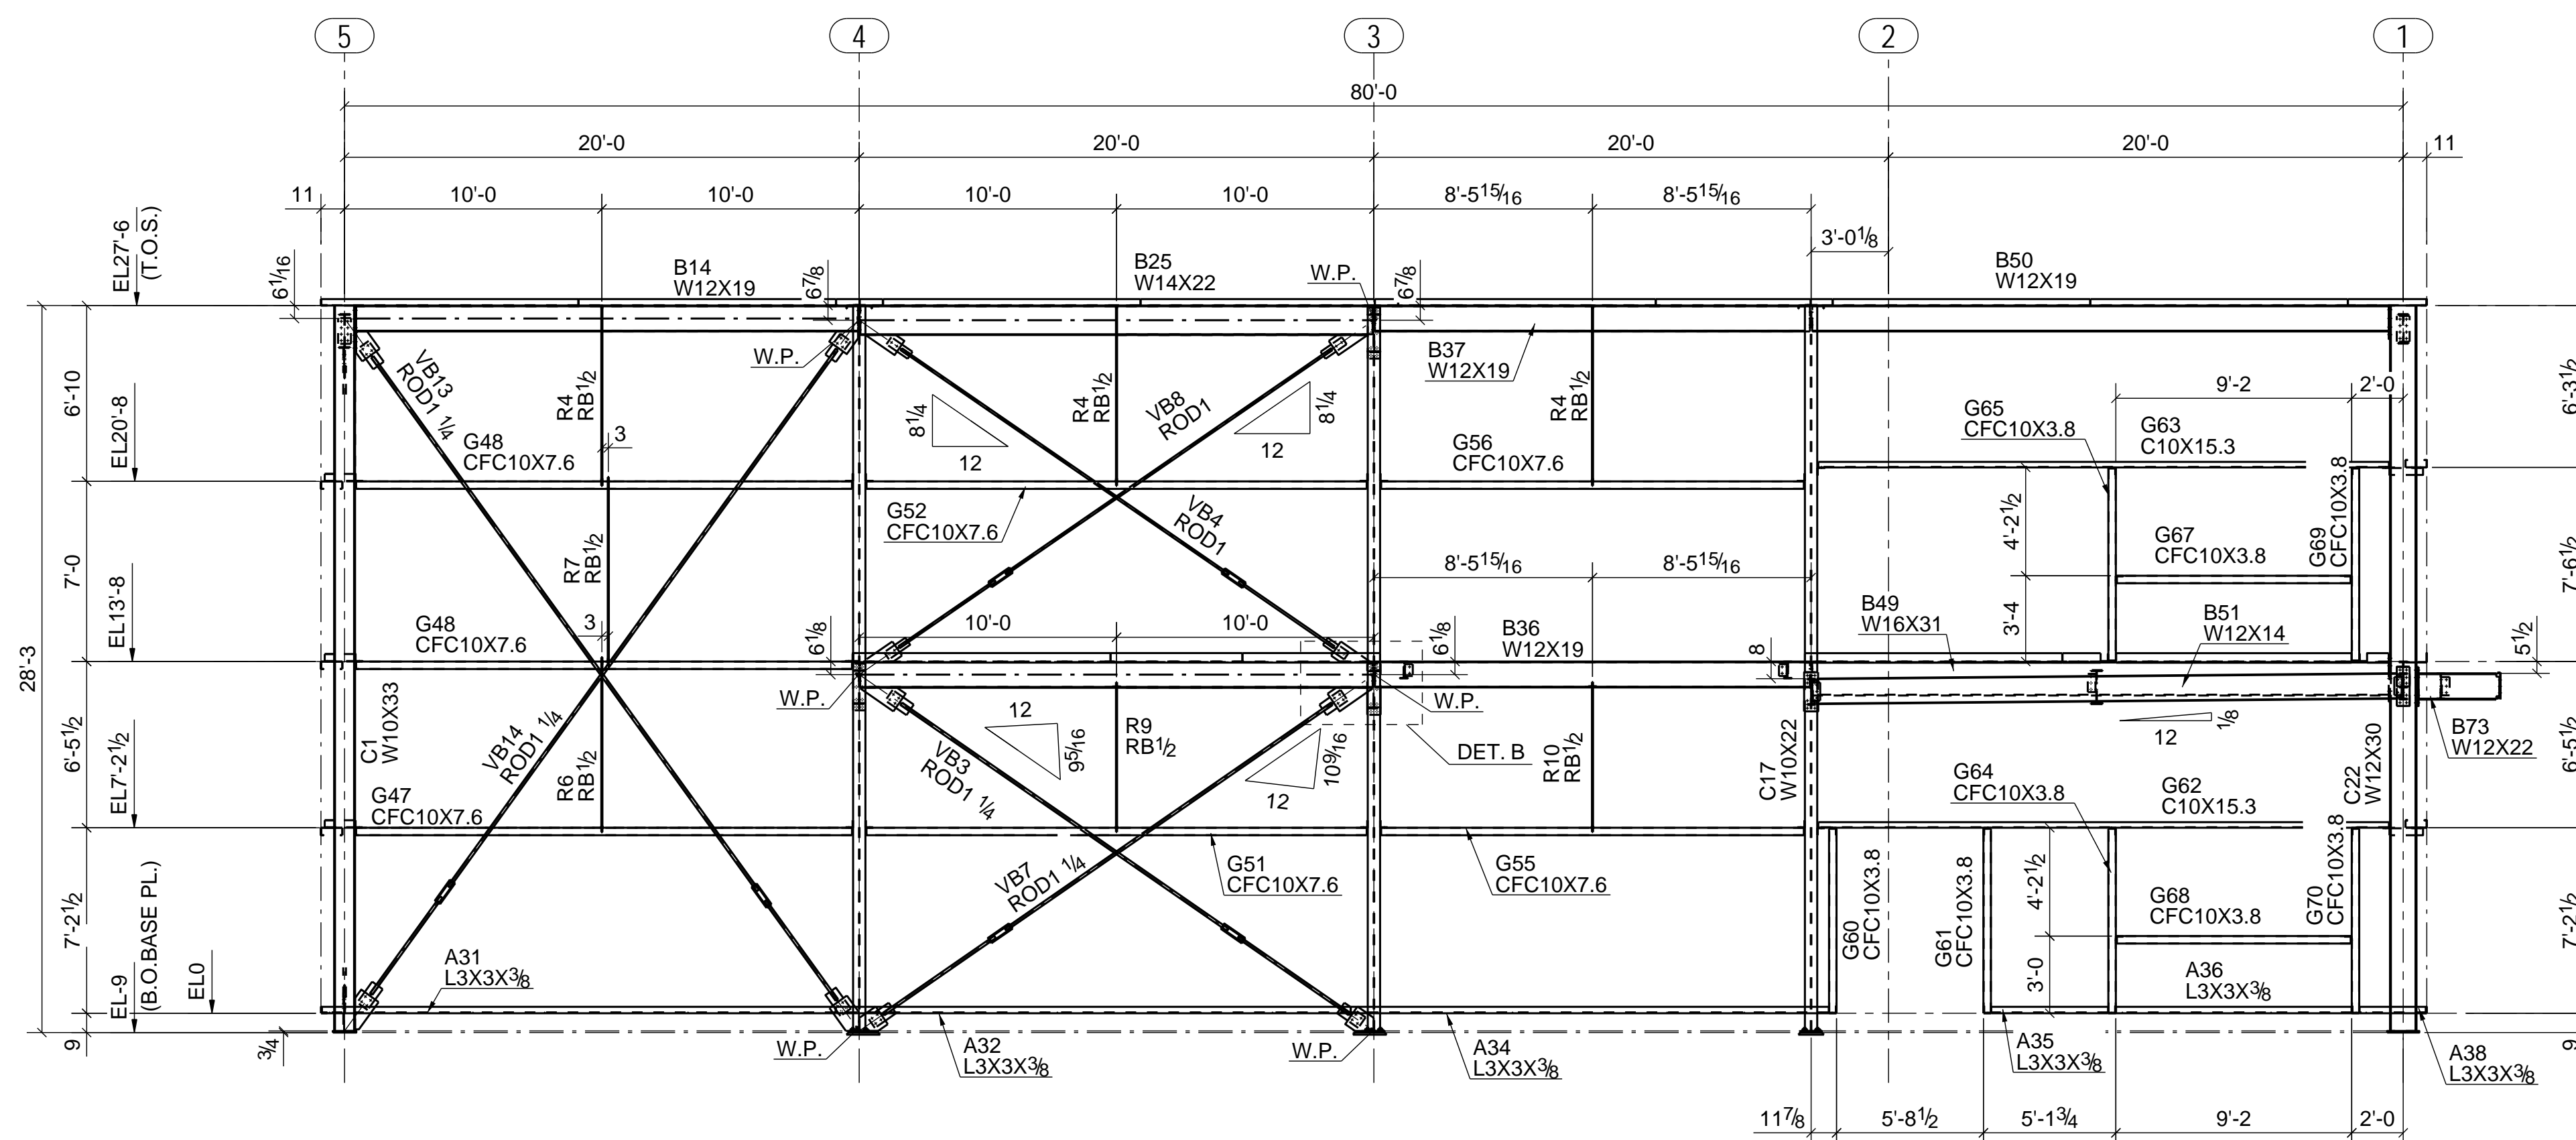 5
4
3
2
1
80'-0
20'-0
20'-0
20'-0
20'-0
11
11
10'-0
10'-0
10'-0
10'-0
8'-5 15/16
8'-5 15/16
3'-0 1/8
EL27'-6
(T.O.S.)
6 1/16
B14
W12X19
6 7/8
B25
W14X22
W.P.
6 7/8
B50
W12X19
W.P.
B37
W12X19
6'-10
EL20'-8
VB13
ROD1 1/4
R4
RB1/2
3
G48
CFC10X7.6
8 1/4
12
R4
RB1/2
VB8
ROD1
8 1/4
12
G56
CFC10X7.6
R4
RB1/2
9'-2
2'-0
6'-3 1/2
G65
CFC10X3.8
G63
C10X15.3
G52
CFC10X7.6
VB4
ROD1
7'-0
R7
RB1/2
4'-2 1/2
G67
CFC10X3.8
G69
CFC10X3.8
7'-6 1/2
8'-5 15/16
8'-5 15/16
EL13'-8
G48
CFC10X7.6
3
6 1/8
10'-0
10'-0
6 1/8
B36
W12X19
8
B49
W16X31
3'-4
B51
W12X14
5 1/2
28'-3
W.P.
W.P.
C1
W10X33
6'-5 1/2
EL7'-2 1/2
VB14
ROD1 1/4
R6
RB1/2
G47
CFC10X7.6
VB3
ROD1 1/4
12
9 5/16
R9
RB1/2
12
10 9/16
DET. B
R10
RB1/2
C17
W10X22
12
1/8
B73
W12X22
G64
CFC10X3.8
G62
C10X15.3
C22
W12X30
6'-5 1/2
7'-2 1/2
EL-9
(B.O.BASE PL.)
EL0
A31
L3X3X3/8
VB7
ROD1 1/4
G51
CFC10X7.6
G55
CFC10X7.6
G60
CFC10X3.8
G61
CFC10X3.8
4'-2 1/2
3'-0
G68
CFC10X3.8
G70
CFC10X3.8
A36
L3X3X3/8
7'-2 1/2
9
3/4
W.P.
A32
L3X3X3/8
W.P.
A34
L3X3X3/8
A35
L3X3X3/8
A38
L3X3X3/8
9
11 7/8
5'-8 1/2
5'-1 3/4
9'-2
2'-0